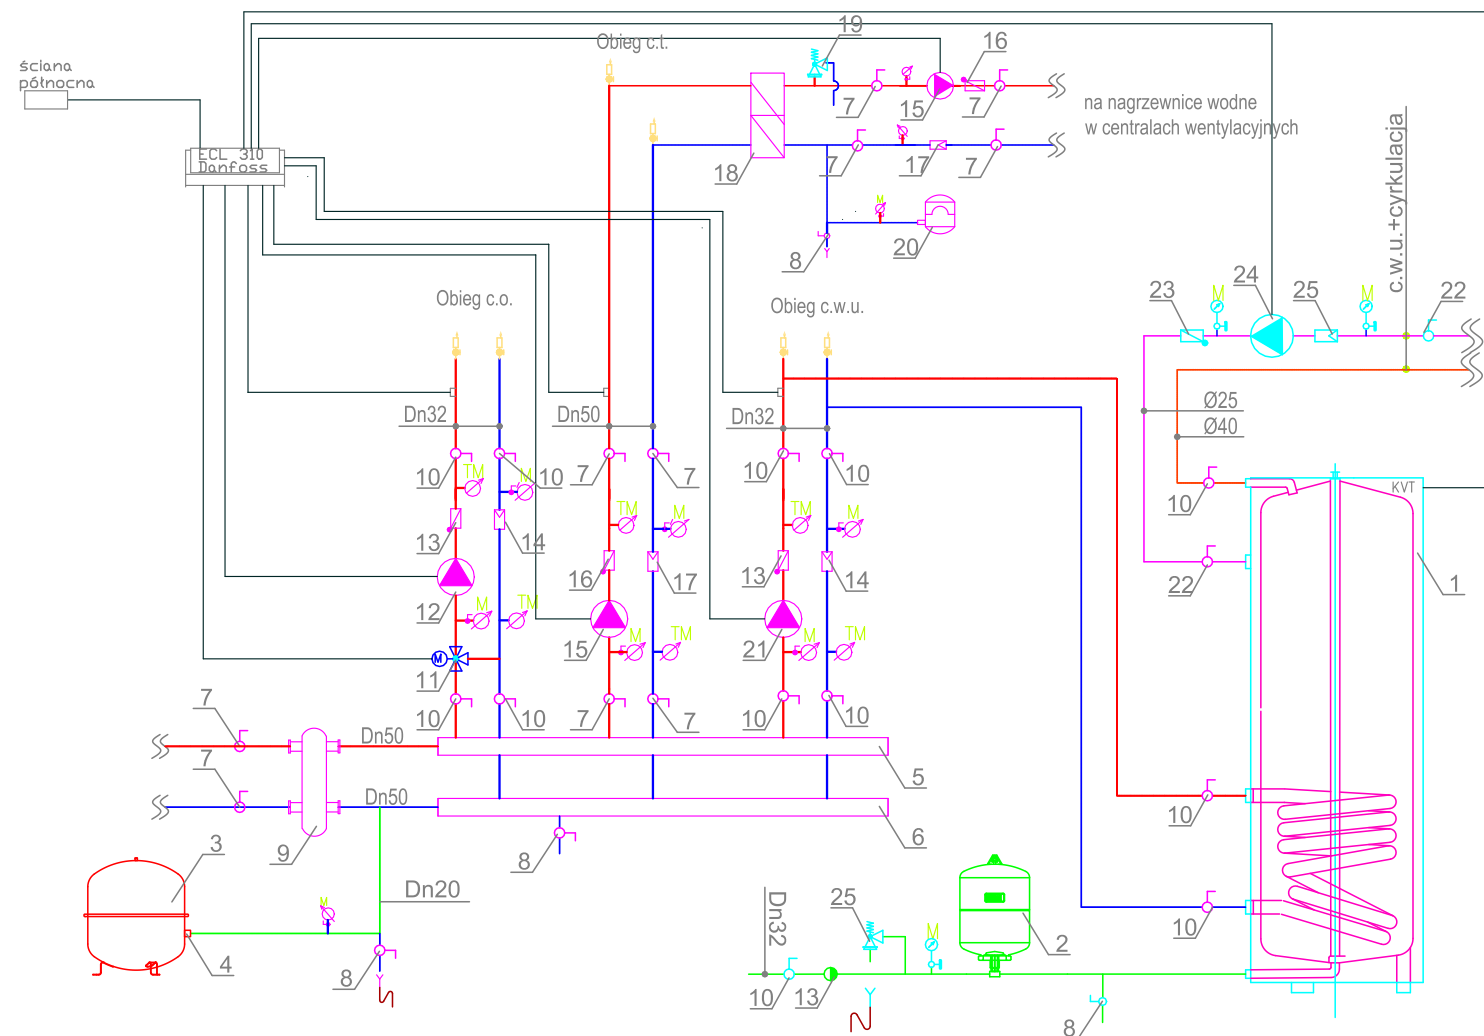 19
Obieg c.t.
16
ściana
północna
7
15
7
na nagrzewnice wodne
w centralach wentylacyjnych
ECL 310
Danfoss
18
7
17
7
c.w.u.+cyrkulacja
M
8
20
Obieg c.o.
Obieg c.w.u.
23
M
24
25
M
22
Dn32
Dn50
Dn32
Ø25
Ø40
10
TM
M
10
7
7
10
10
10
KVT
13
14
TM
M
TM
M
16
17
13
14
22
1
12
M
TM
15
M
TM
21
M
TM
M
11
10
10
7
7
10
10
7
Dn50
5
7
Dn50
10
6
9
8
3
Dn20
M
4
8
Dn32
25
M
2
10
10
13
8